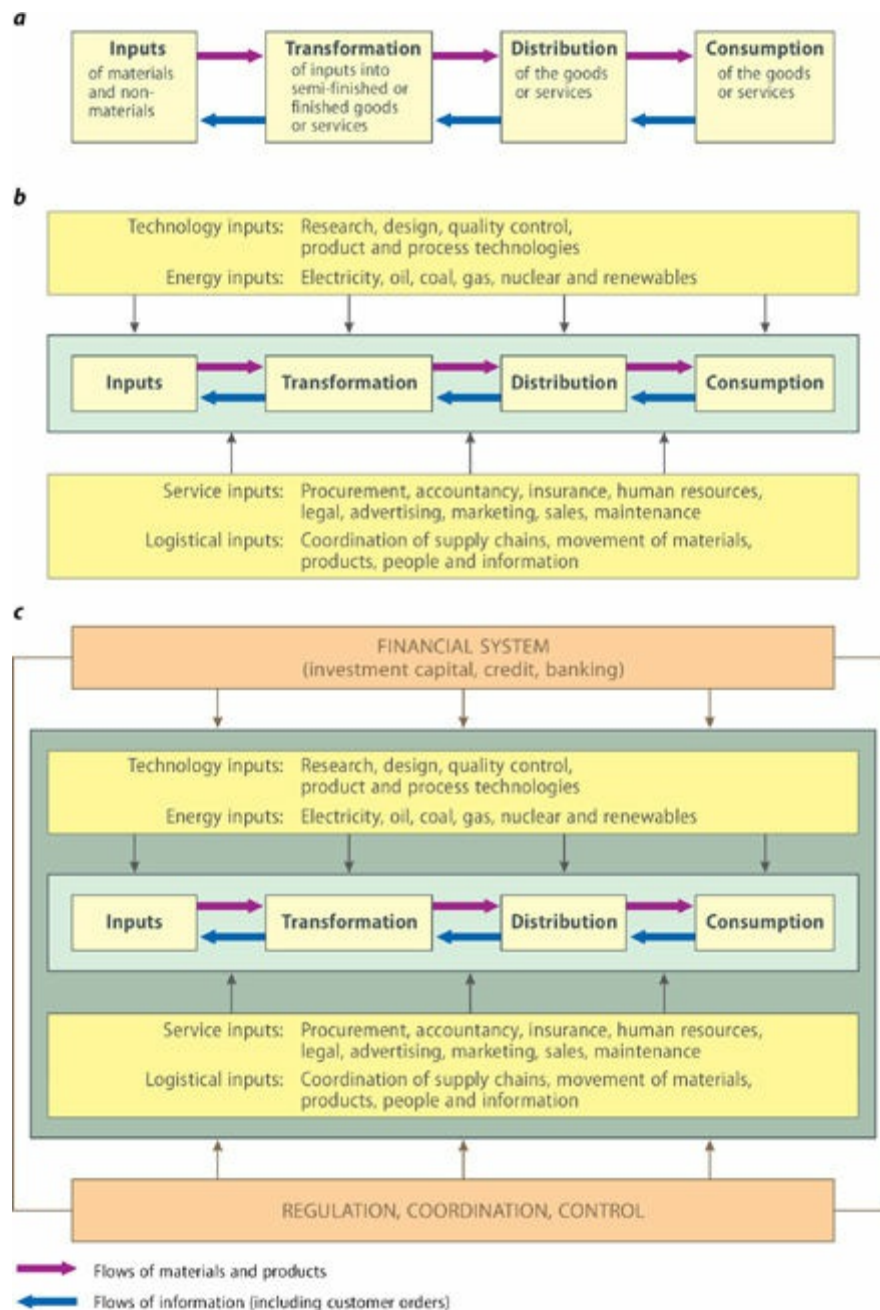 a
Inputs
of materials
and non-
materials
Transformation
of inputs into
semi-finished or
finished goods
or services
Distribution
of the goods
or services
Consumption
of the goods
or services
b
Technology inputs: Research, design, quality control,
product and process technologies
Energy inputs: Electricity, oil, coal, gas, nuclear and renewables
Inputs
Transformation
Distribution
Consumption
Service inputs: Procurement, accountancy, insurance, human resources,
legal, advertising, marketing, sales, maintenance
Logistical inputs: Coordination of supply chains, movement of materials,
products, people and information
c
FINANCIAL SYSTEM
(investment capital, credit, banking)
Technology inputs: Research, design, quality control,
product and process technologies
Energy inputs: Electricity, oil, coal, gas, nuclear and renewables
Inputs
Transformation
Distribution
Consumption
Service inputs: Procurement, accountancy, insurance, human resources,
legal, advertising, marketing, sales, maintenance
Logistical inputs: Coordination of supply chains, movement of materials,
products, people and information
REGULATION, COORDINATION, CONTROL
Flows of materials and products
Flows of information (including customer orders)